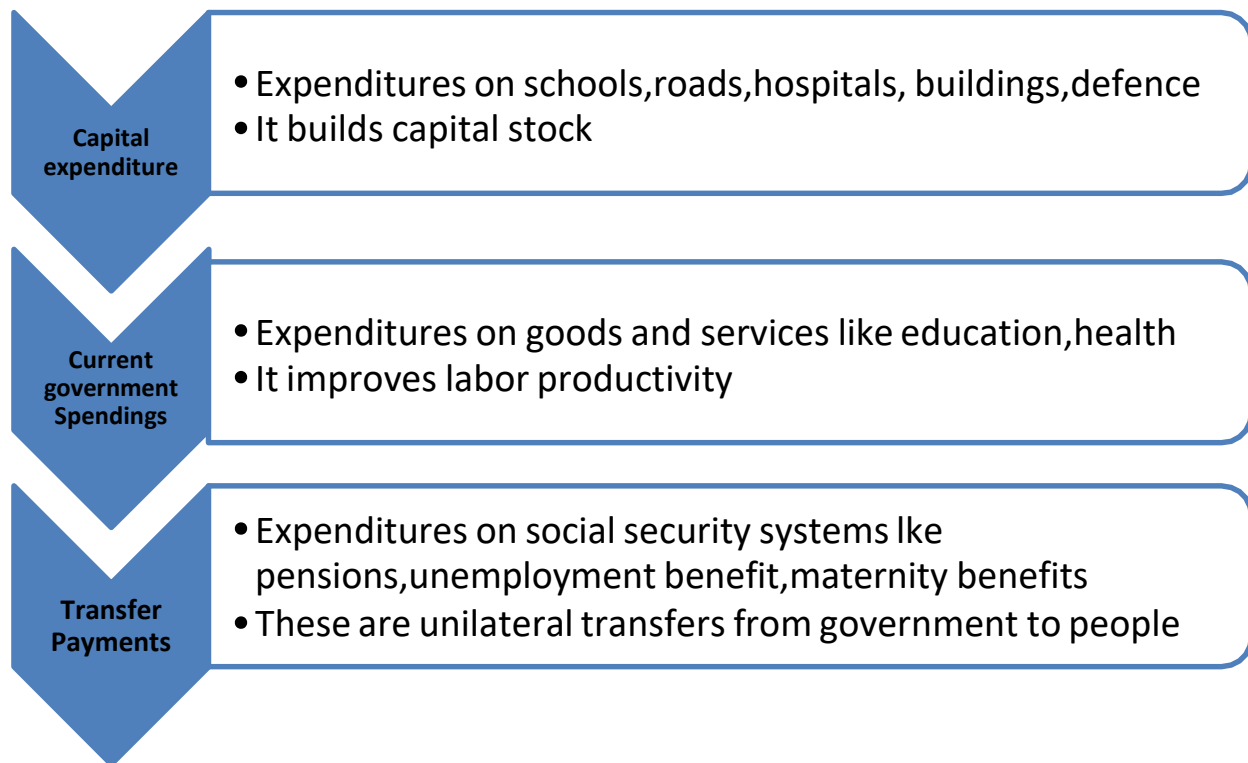 Capital
expenditure
• Expenditures on schools,roads,hospitals, buildings,defence
• It builds capital stock
Current
government
Spendings
• Expenditures on goods and services like education,health
• It improves labor productivity
Transfer
Payments
• Expenditures on social security systems lke
pensions,unemployment benefit,maternity benefits
• These are unilateral transfers from government to people